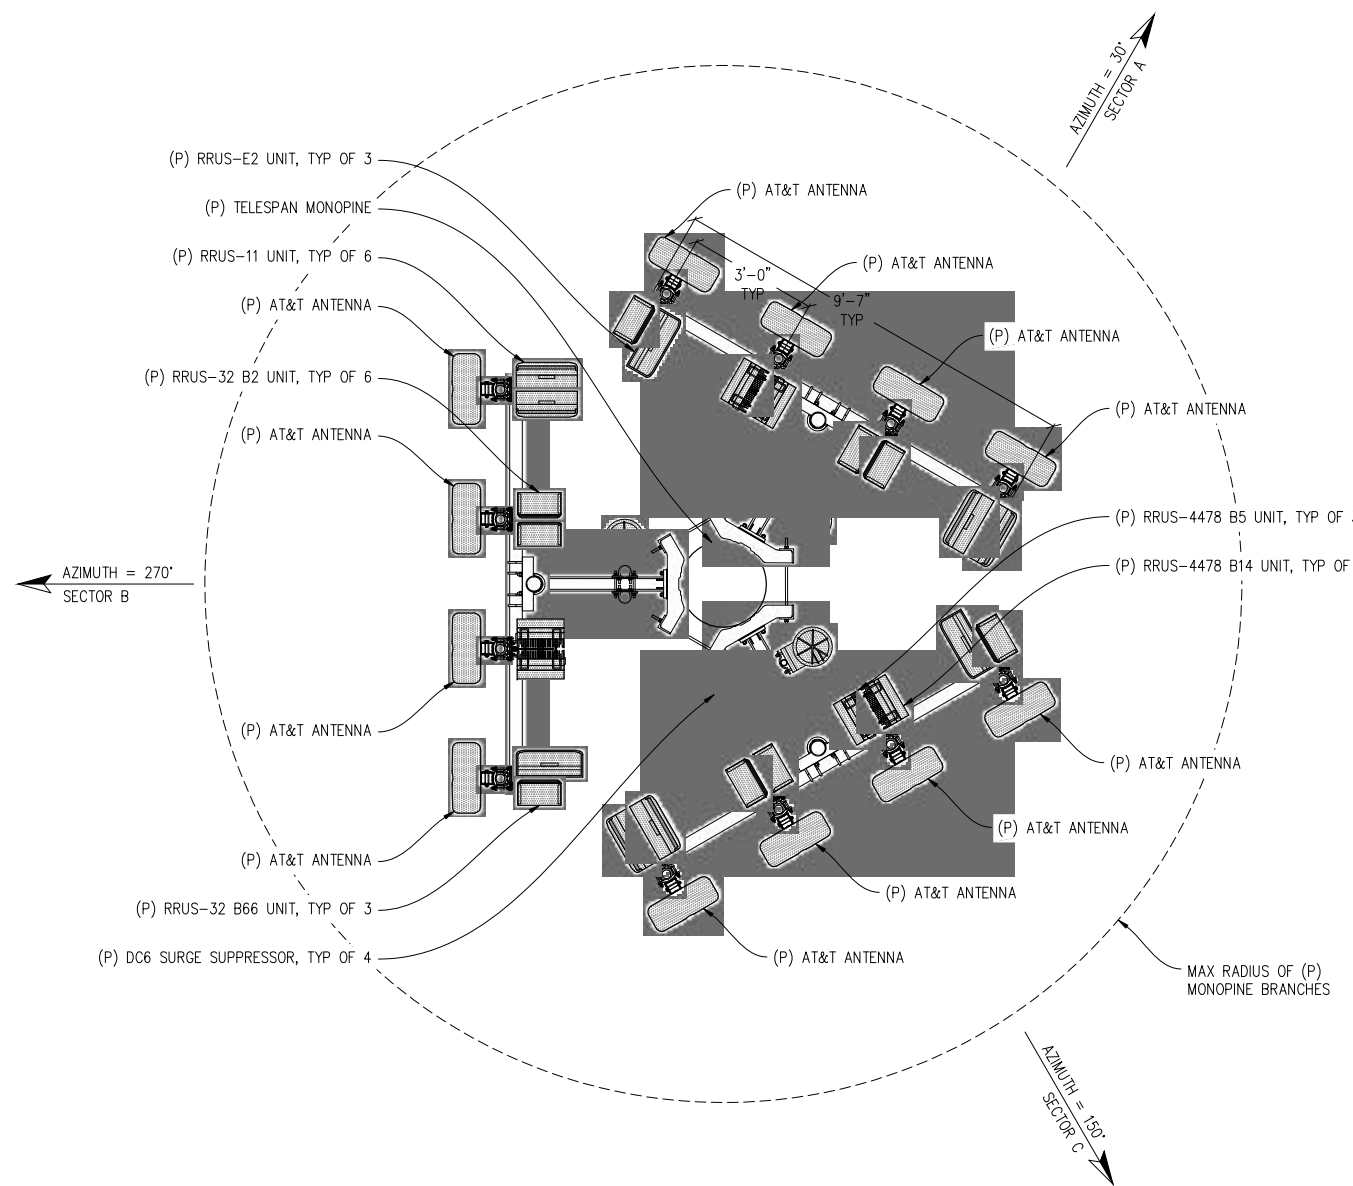 AZIMUTH = 30°
SECTOR A
(P) RRUS-E2 UNIT, TYP OF 3
(P) AT&T ANTENNA
(P) TELESPAN MONOPINE
(P) RRUS-11 UNIT, TYP OF 6
(P) AT&T ANTENNA
3'-0"
TYP
9'-7"
TYP
(P) AT&T ANTENNA
(P) AT&T ANTENNA
(P) RRUS-32 B2 UNIT, TYP OF 6
(P) AT&T ANTENNA
(P) AT&T ANTENNA
(P) RRUS-4478 B5 UNIT, TYP OF
(P) RRUS-4478 B14 UNIT, TYP OF
AZIMUTH = 270°
SECTOR B
(P) AT&T ANTENNA
(P) AT&T ANTENNA
(P) AT&T ANTENNA
(P) AT&T ANTENNA
(P) AT&T ANTENNA
(P) RRUS-32 B66 UNIT, TYP OF 3
(P) DC6 SURGE SUPPRESSOR, TYP OF 4
(P) AT&T ANTENNA
MAX RADIUS OF (P)
MONOPINE BRANCHES
AZIMUTH = 150°
SECTOR C